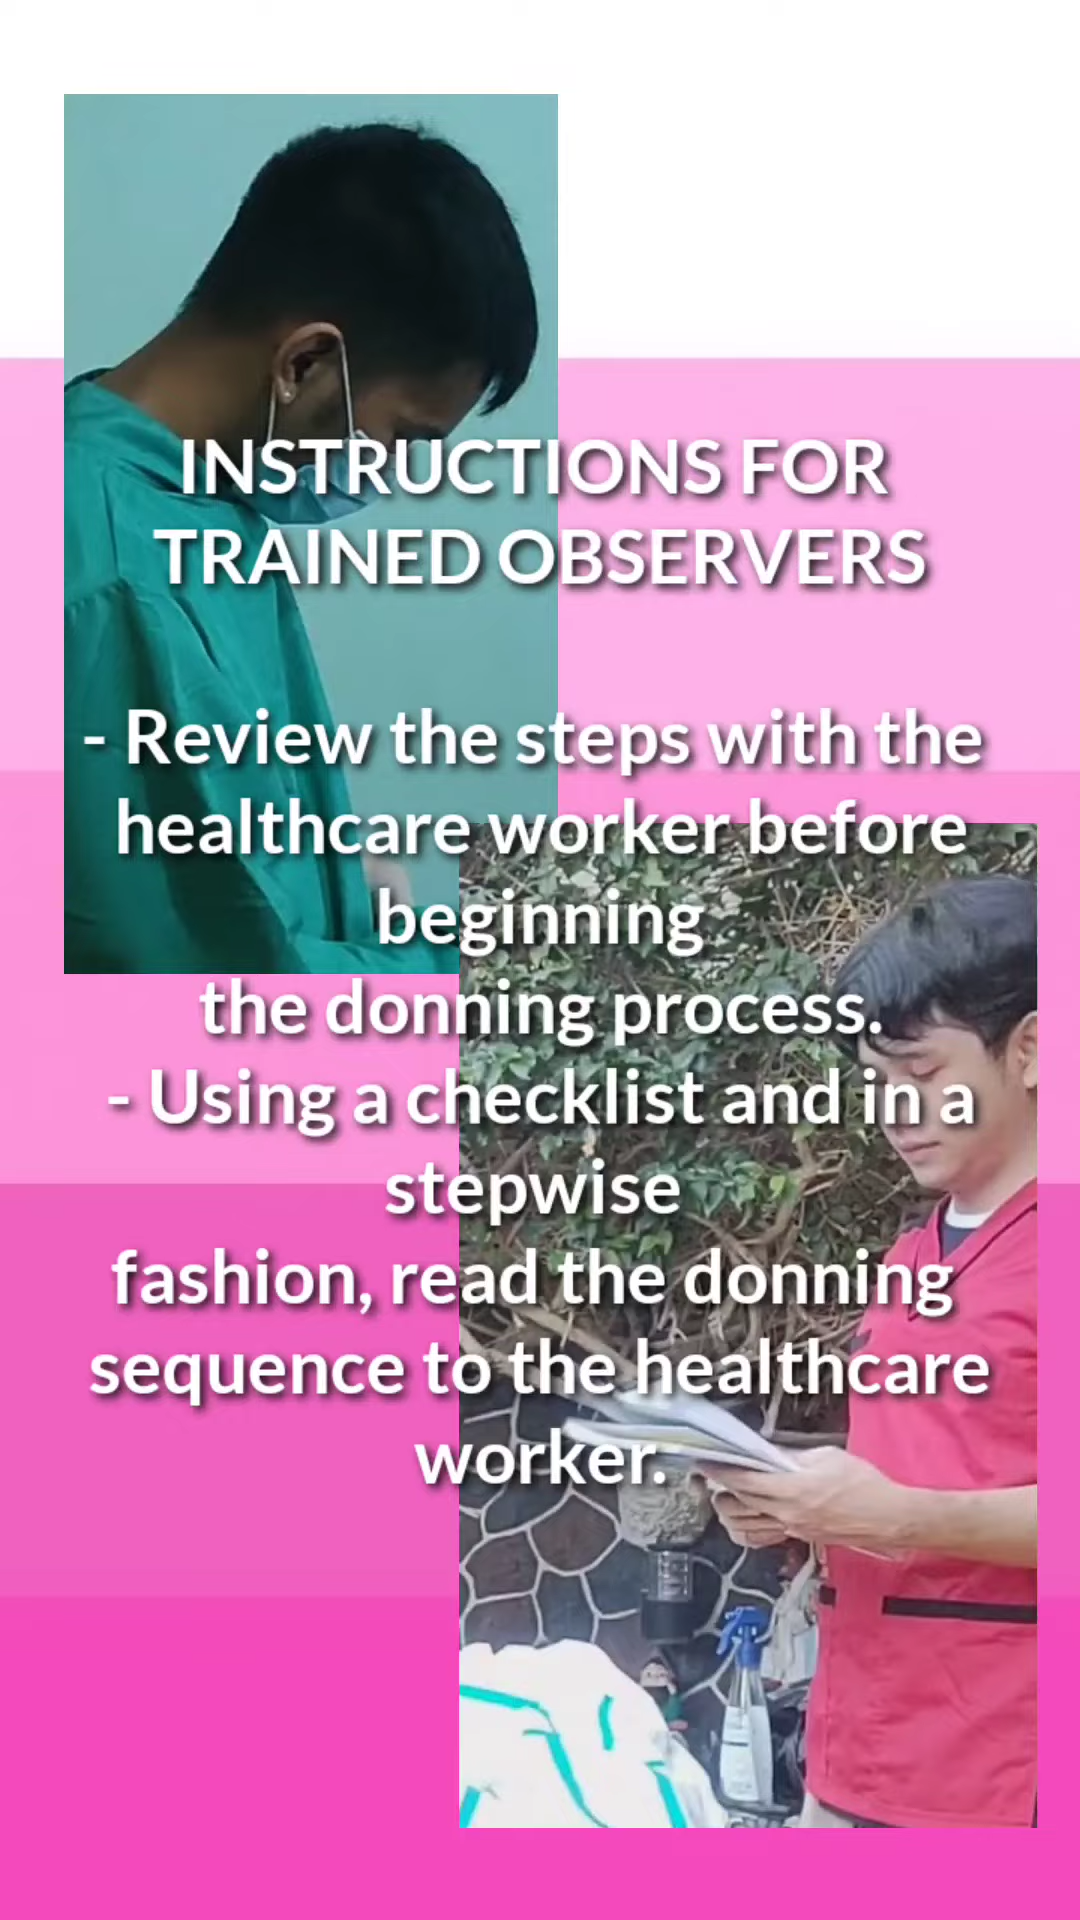 INSTRUCTIONS FOR
TRAINED OBSERVERS
- Review the steps with the
healthcare worker before
beginning
the donning process.
- Using a checklist and in a
stepwise
fashion, read the donning
sequence to the healthcare
worker.